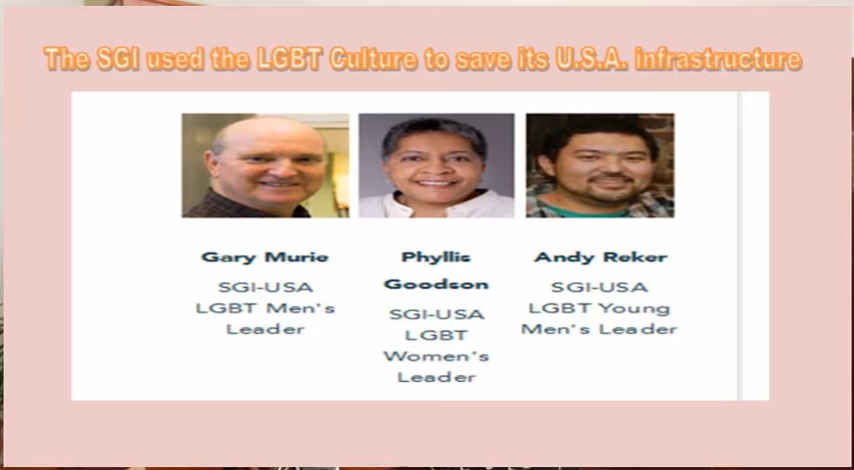 The SGI used the LGBT Culture to save its U.S.A. infrastructure
Gary Murie
SGI-USA
LGBT Men's
Leader
Phyllis
Goodson
SGI-USA
LGBT
Women's
Leader
Andy Reker
SGI-USA
LGBT Young
Men's Leader